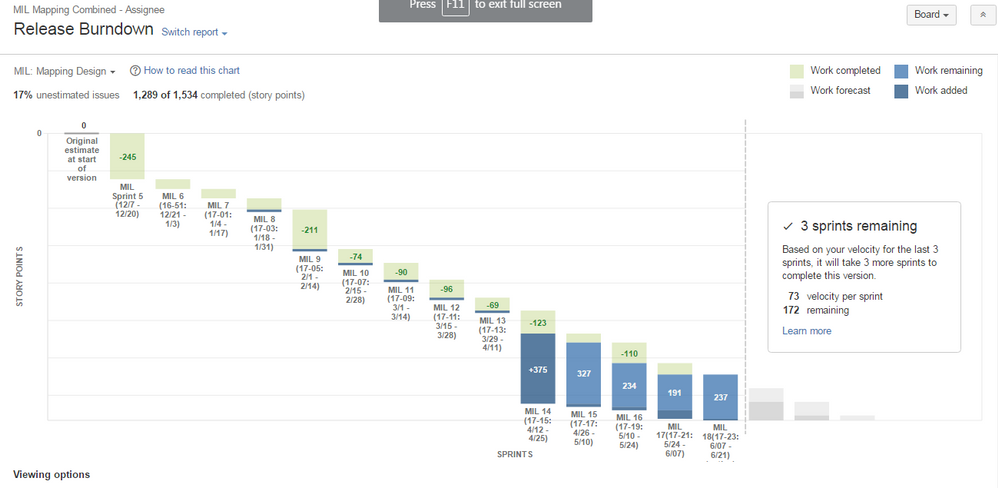 Press F11 to exit full screen
MIL Mapping Combined - Assignee
Release Burndown Switch report
Board
MIL: Mapping Design
How to read this chart
17% unestimated issues 1,289 of 1,534 completed (story points)
Work completed
Work remaining
Work forecast
Work added
STORY POINTS
0
0
Original
estimate
at start
of
version
-245
MIL
Sprint 5
(12/7 -
12/20)
MIL 6
(16-51:
12/21 -
1/3)
MIL 7
(17-01:
1/4 -
1/17)
MIL 8
(17-03:
1/18 -
1/31)
-211
MIL 9
(17-05:
2/1 -
2/14)
-74
MIL 10
(17-07:
2/15 -
2/28)
-90
MIL 11
(17-09:
3/1 -
3/14)
-96
MIL 12
(17-11:
3/15 -
3/28)
-69
MIL 13
(17-13:
3/29 -
4/11)
-123
+375
MIL 14
(17-15:
4/12 -
4/25)
327
MIL 15
(17-17:
4/26 -
5/10)
-110
234
MIL 16
(17-19:
5/10 -
5/24)
191
MIL
17(17-21:
5/24 -
6/07)
237
MIL
18(17-23:
6/07 -
6/21)
SPRINTS
3 sprints remaining
Based on your velocity for the last 3
sprints, it will take 3 more sprints to
complete this version.
73 velocity per sprint
172 remaining
Learn more
Viewing options